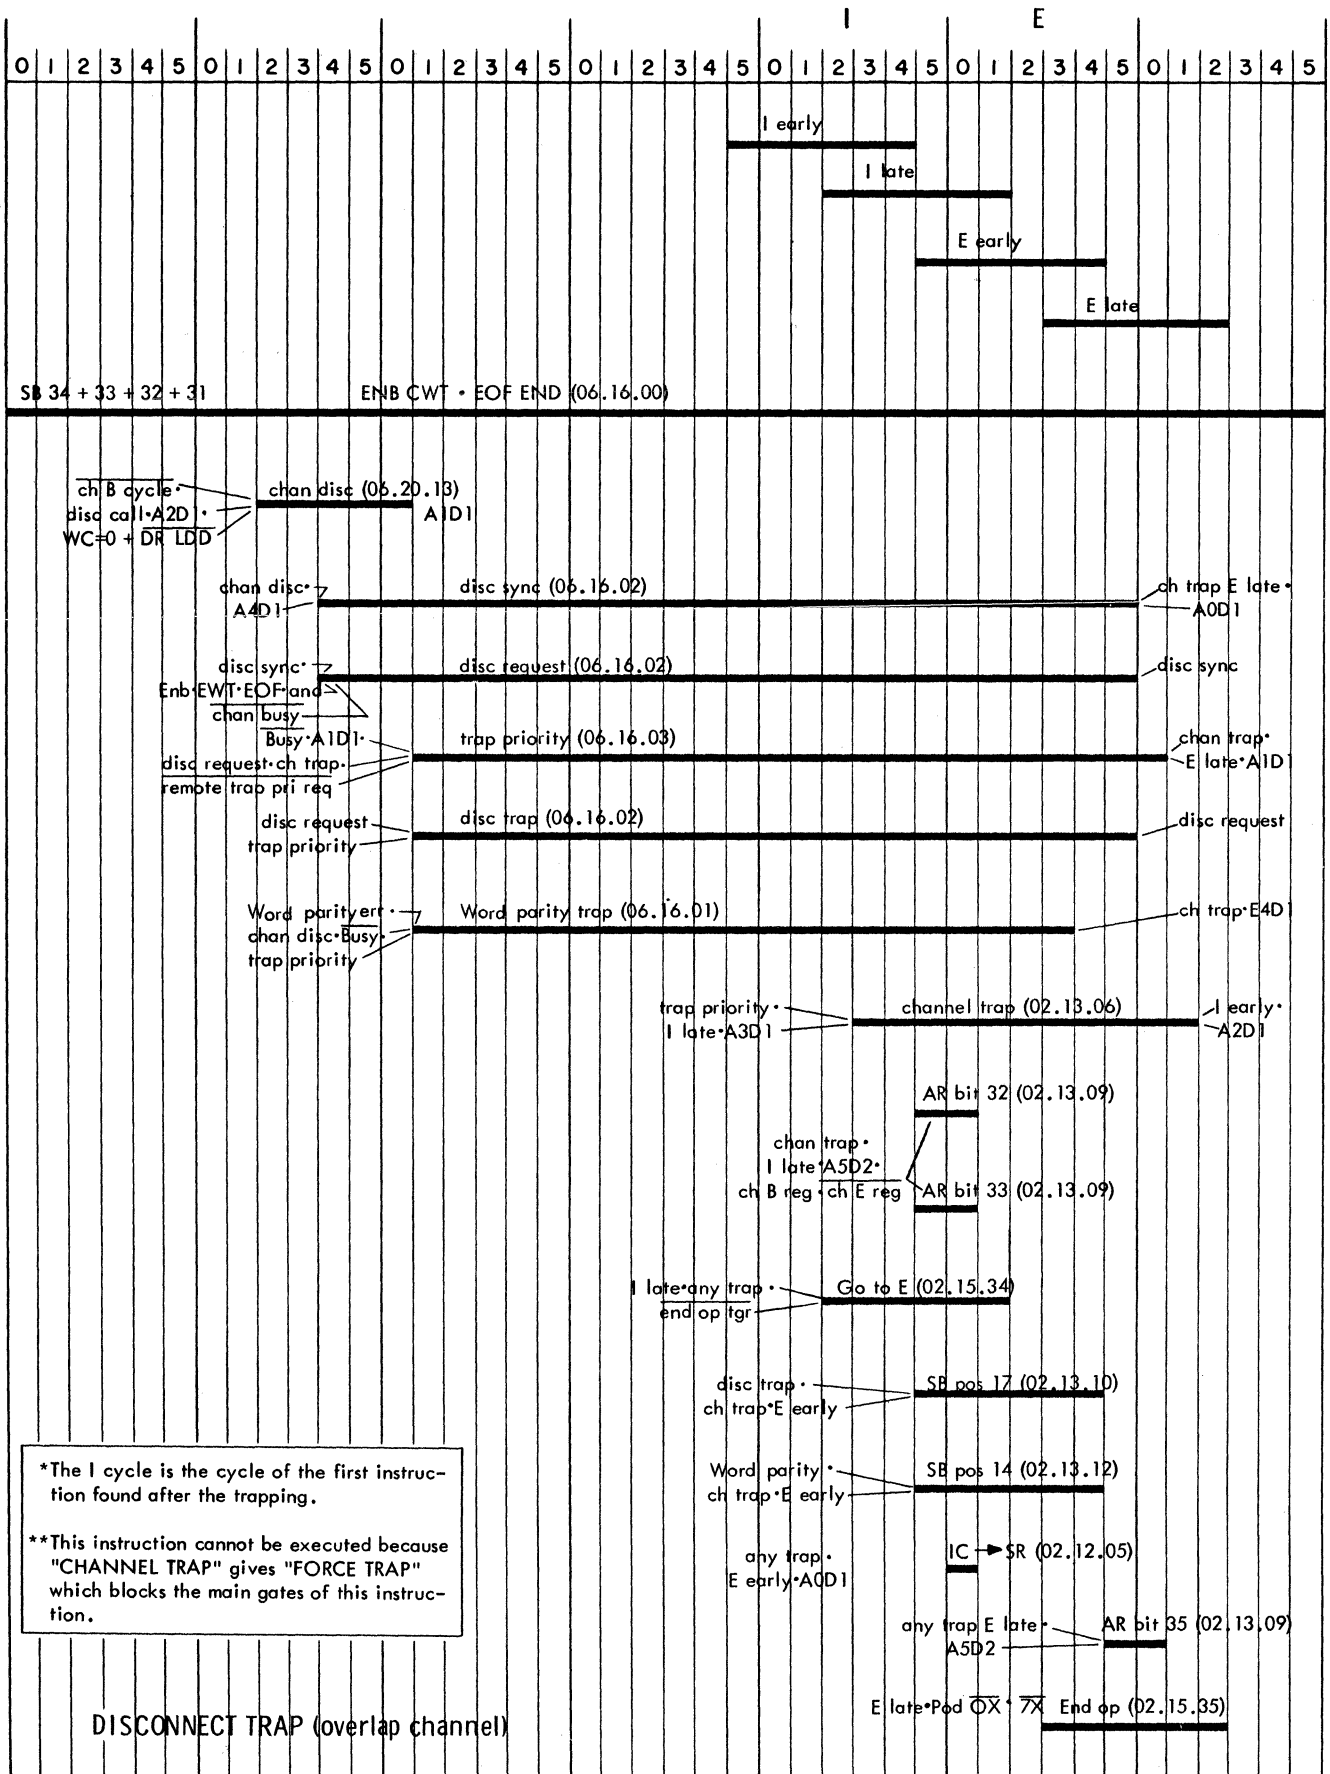 I E
0 1 2 3 4 5 0 1 2 3 4 5 0 1 2 3 4 5 0 1 2 3 4 5 0 1 2 3 4 5 0 1 2 3 4 5 0 1 2 3 4 5
I early
I late
E early
E late
SB 34 + 33 + 32 + 31 ENB CWT · EOF END (06.16.00)
ch B cycle· chan disc (06.20.13)
disc call·A2D1· A1D1
WC=0 + DR LDD
chan disc· disc sync (06.16.02) ch trap E late·
A4D1 A0D1
disc sync· disc request (06.16.02) disc sync
Enb·EWT·EOF·and
chan busy
Busy·A1D1· trap priority (06.16.03) chan trap·
disc request·ch trap· E late·A1D1
remote trap pri req
disc request disc trap (06.16.02) disc request
trap priority
Word parity err · Word parity trap (06.16.01) ch trap·E4D1
chan disc·Busy·
trap priority
trap priority · channel trap (02.13.06) I early·
I late·A3D1 A2D1
AR bit 32 (02.13.09)
chan trap·
I late·A5D2·
ch B reg · ch E reg AR bit 33 (02.13.09)
I late·any trap · Go to E (02.15.34)
end op tgr
disc trap · SB pos 17 (02.13.10)
ch trap·E early
Word parity · SB pos 14 (02.13.12)
ch trap·E early
*The I cycle is the cycle of the first instruc-
tion found after the trapping.
**This instruction cannot be executed because
"CHANNEL TRAP" gives "FORCE TRAP"
which blocks the main gates of this instruc-
tion.
any trap · IC → SR (02.12.05)
E early·A0D1
any trap E late· AR bit 35 (02.13.09)
A5D2
E late·Pod 0X · 7X End op (02.15.35)
DISCONNECT TRAP (overlap channel)